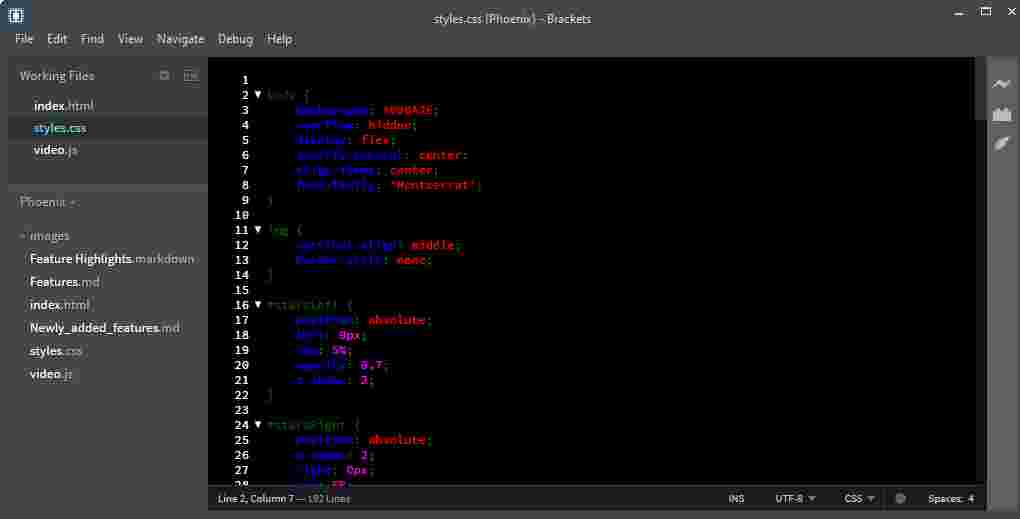 styles.css (Phoenix) - Brackets
File Edit Find View Navigate Debug Help
Working Files
index.html
styles.css
video.js
Phoenix
images
Feature Highlights.markdown
Features.md
index.html
Newly_added_features.md
styles.css
video.js
1
2 body {
3 background:
4 overflow: hidden;
5 display: flex;
6 justify-content: center;
7 align-items: center;
8 font-family: "Montserrat";
9 }
10
11 img {
12 vertical-align: middle;
13 border-style: none;
14 }
15
16 #starsLeft {
17 position: absolute;
18 left: 0px;
19 top: 5%;
20 opacity: 0.7;
21 z-index: 2;
22 }
23
24 #starsRight {
25 position: absolute;
26 z-index: 2;
27 right: 0px;
28 top: 5%;
Line 2, Column 7 — 192 Lines INS UTF-8 CSS Spaces: 4